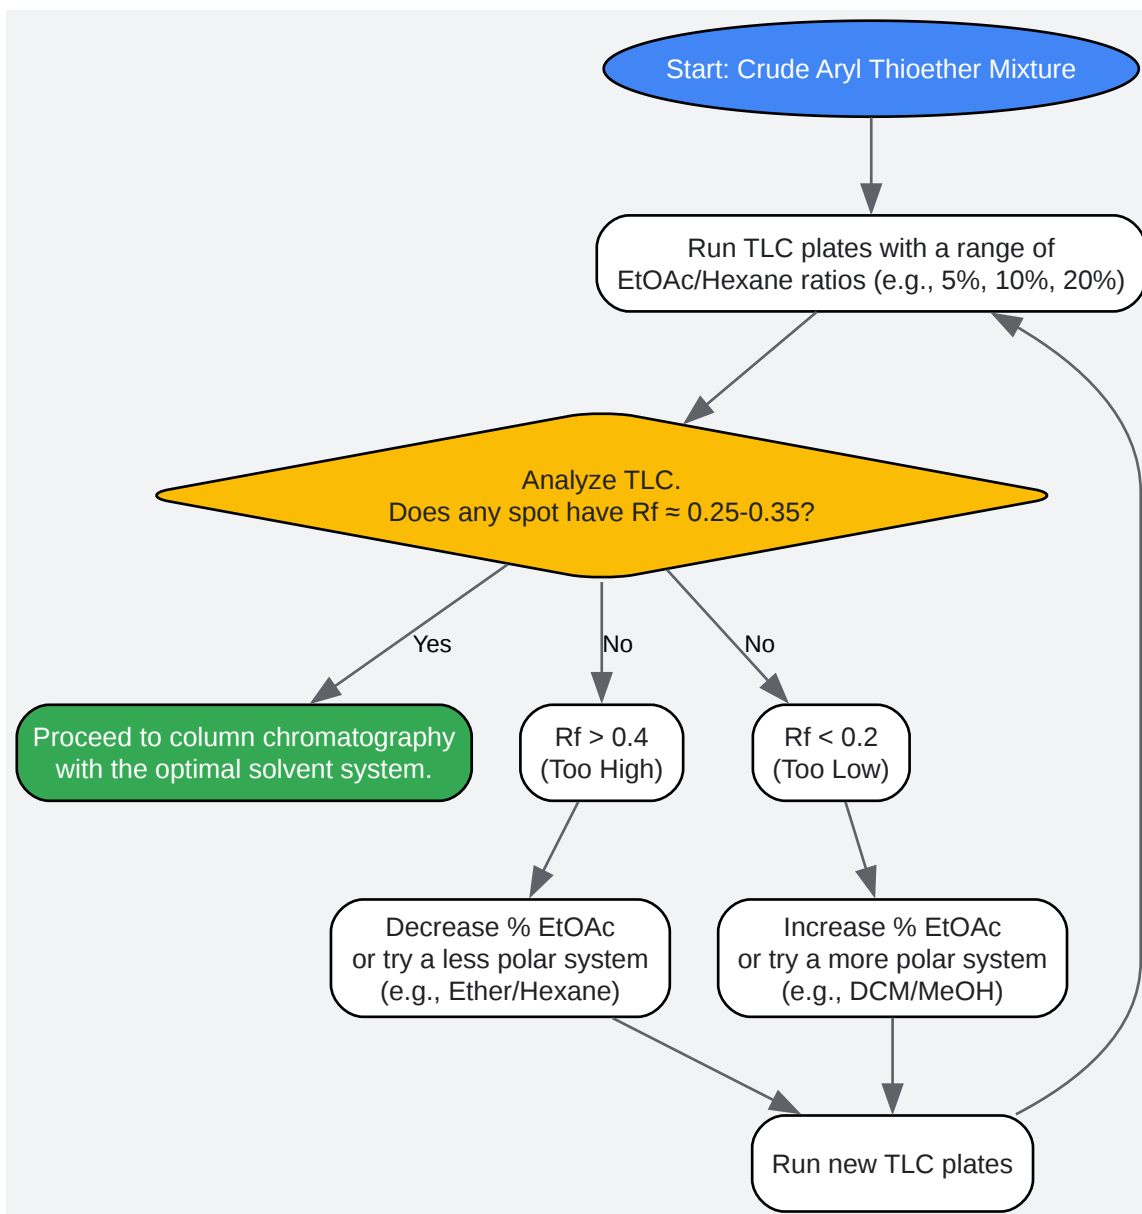 Start: Crude Aryl Thioether Mixture
Run TLC plates with a range of
EtOAc/Hexane ratios (e.g., 5%, 10%, 20%)
Analyze TLC.
Does any spot have Rf ≈ 0.25-0.35?
Yes
No
No
Proceed to column chromatography
with the optimal solvent system.
Rf > 0.4
(Too High)
Rf < 0.2
(Too Low)
Decrease % EtOAc
or try a less polar system
(e.g., Ether/Hexane)
Increase % EtOAc
or try a more polar system
(e.g., DCM/MeOH)
Run new TLC plates